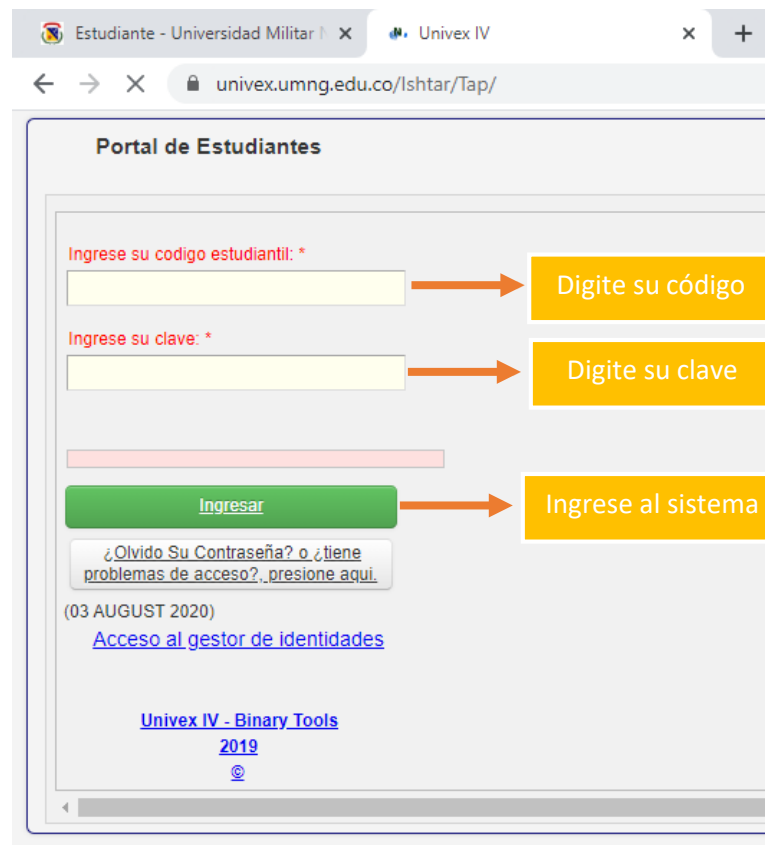 Estudiante - Universidad Militar N
Univex IV
univex.umng.edu.co/Ishtar/Tap/
Portal de Estudiantes
Ingrese su codigo estudiantil: *
Digite su código
Ingrese su clave: *
Digite su clave
Ingresar
Ingrese al sistema
¿Olvido Su Contraseña? o ¿tiene
problemas de acceso?, presione aqui.
(03 AUGUST 2020)
Acceso al gestor de identidades
Univex IV - Binary Tools
2019
©